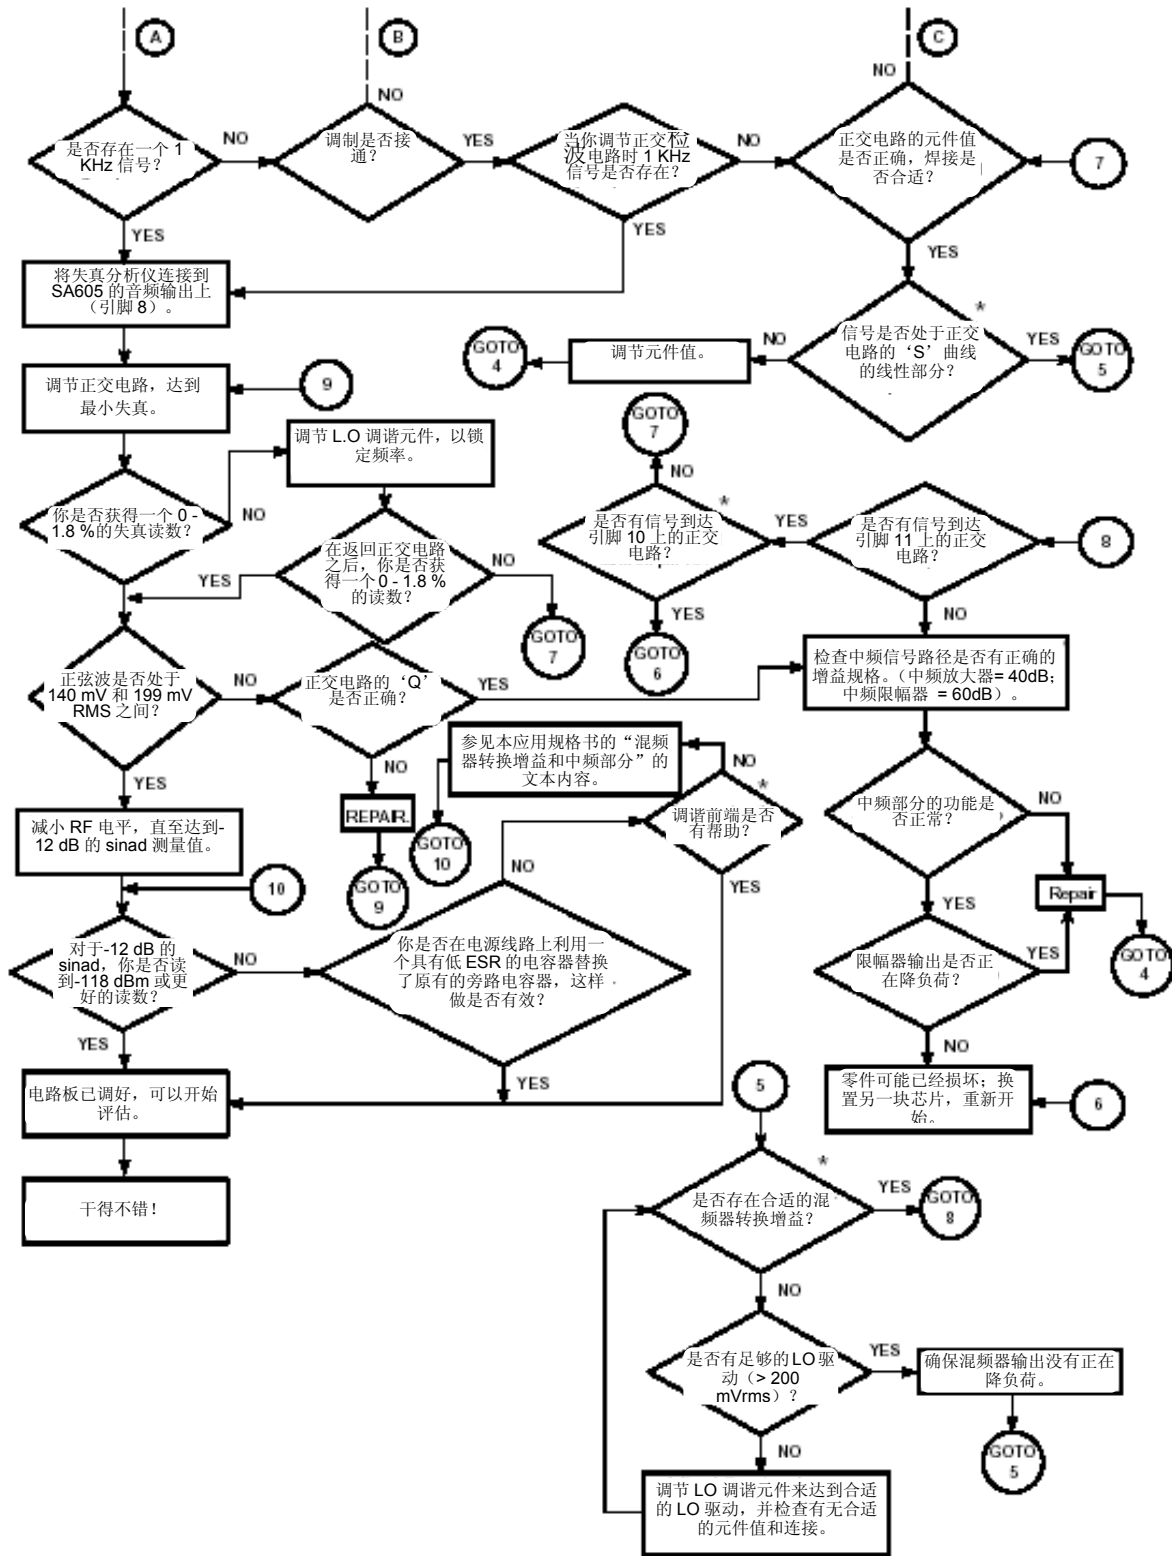 A
B
C
NO
NO
是否存在一个 1
KHz 信号？
NO
调制是否接
通？
YES
当你调节正交检
波电路时 1 KHz
信号是否存在？
NO
正交电路的元件值
是否正确，焊接是
否合适？
7
YES
YES
YES
将失真分析仪连接到
SA605 的音频输出上
（引脚 8）。
*
信号是否处于正交
电路的‘S’曲线
的线性部分？
NO
YES
GOTO
5
调节元件值。
GOTO
4
调节正交电路，达到
最小失真。
9
GOTO
7
调节 L.O 调谐元件，以锁
定频率。
NO
你是否获得一个 0 -
1.8 %的失真读数？
NO
*
是否有信号到达
引脚 10 上的正交
电路？
YES
是否有信号到达
引脚 11 上的正交
电路？
8
在返回正交电路
之后，你是否获
得一个 0 - 1.8 %
的读数？
YES
NO
GOTO
7
YES
GOTO
6
NO
正弦波是否处于
140 mV 和 199 mV
RMS 之间？
NO
正交电路的‘Q’
是否正确？
YES
检查中频信号路径是否有正确的
增益规格。（中频放大器= 40dB；
中频限幅器 = 60dB）。
YES
NO
REPAIR.
GOTO
9
参见本应用规格书的“混频
器转换增益和中频部分”的
文本内容。
GOTO
10
NO
*
调谐前端是否
有帮助？
YES
中频部分的功能是
否正常？
NO
减小 RF 电平，直至达到-
12 dB 的 sinad 测量值。
10
NO
YES
Repair
GOTO
4
对于-12 dB 的
sinad，你是否读
到-118 dBm 或更
好的读数？
NO
你是否在电源线路上利用一
个具有低 ESR 的电容器替换
了原有的旁路电容器，这样
做是否有效？
限幅器输出是否正
在降负荷？
YES
YES
YES
NO
电路板已调好，可以开始
评估。
5
零件可能已经损坏；换
置另一块芯片，重新开
始。
6
干得不错！
*
是否存在合适的混
频器转换增益？
YES
GOTO
8
NO
是否有足够的 LO 驱
动（> 200
mVrms）？
YES
确保混频器输出没有正在
降负荷。
GOTO
5
NO
调节 LO 调谐元件来达到合适
的 LO 驱动，并检查有无合适
的元件值和连接。